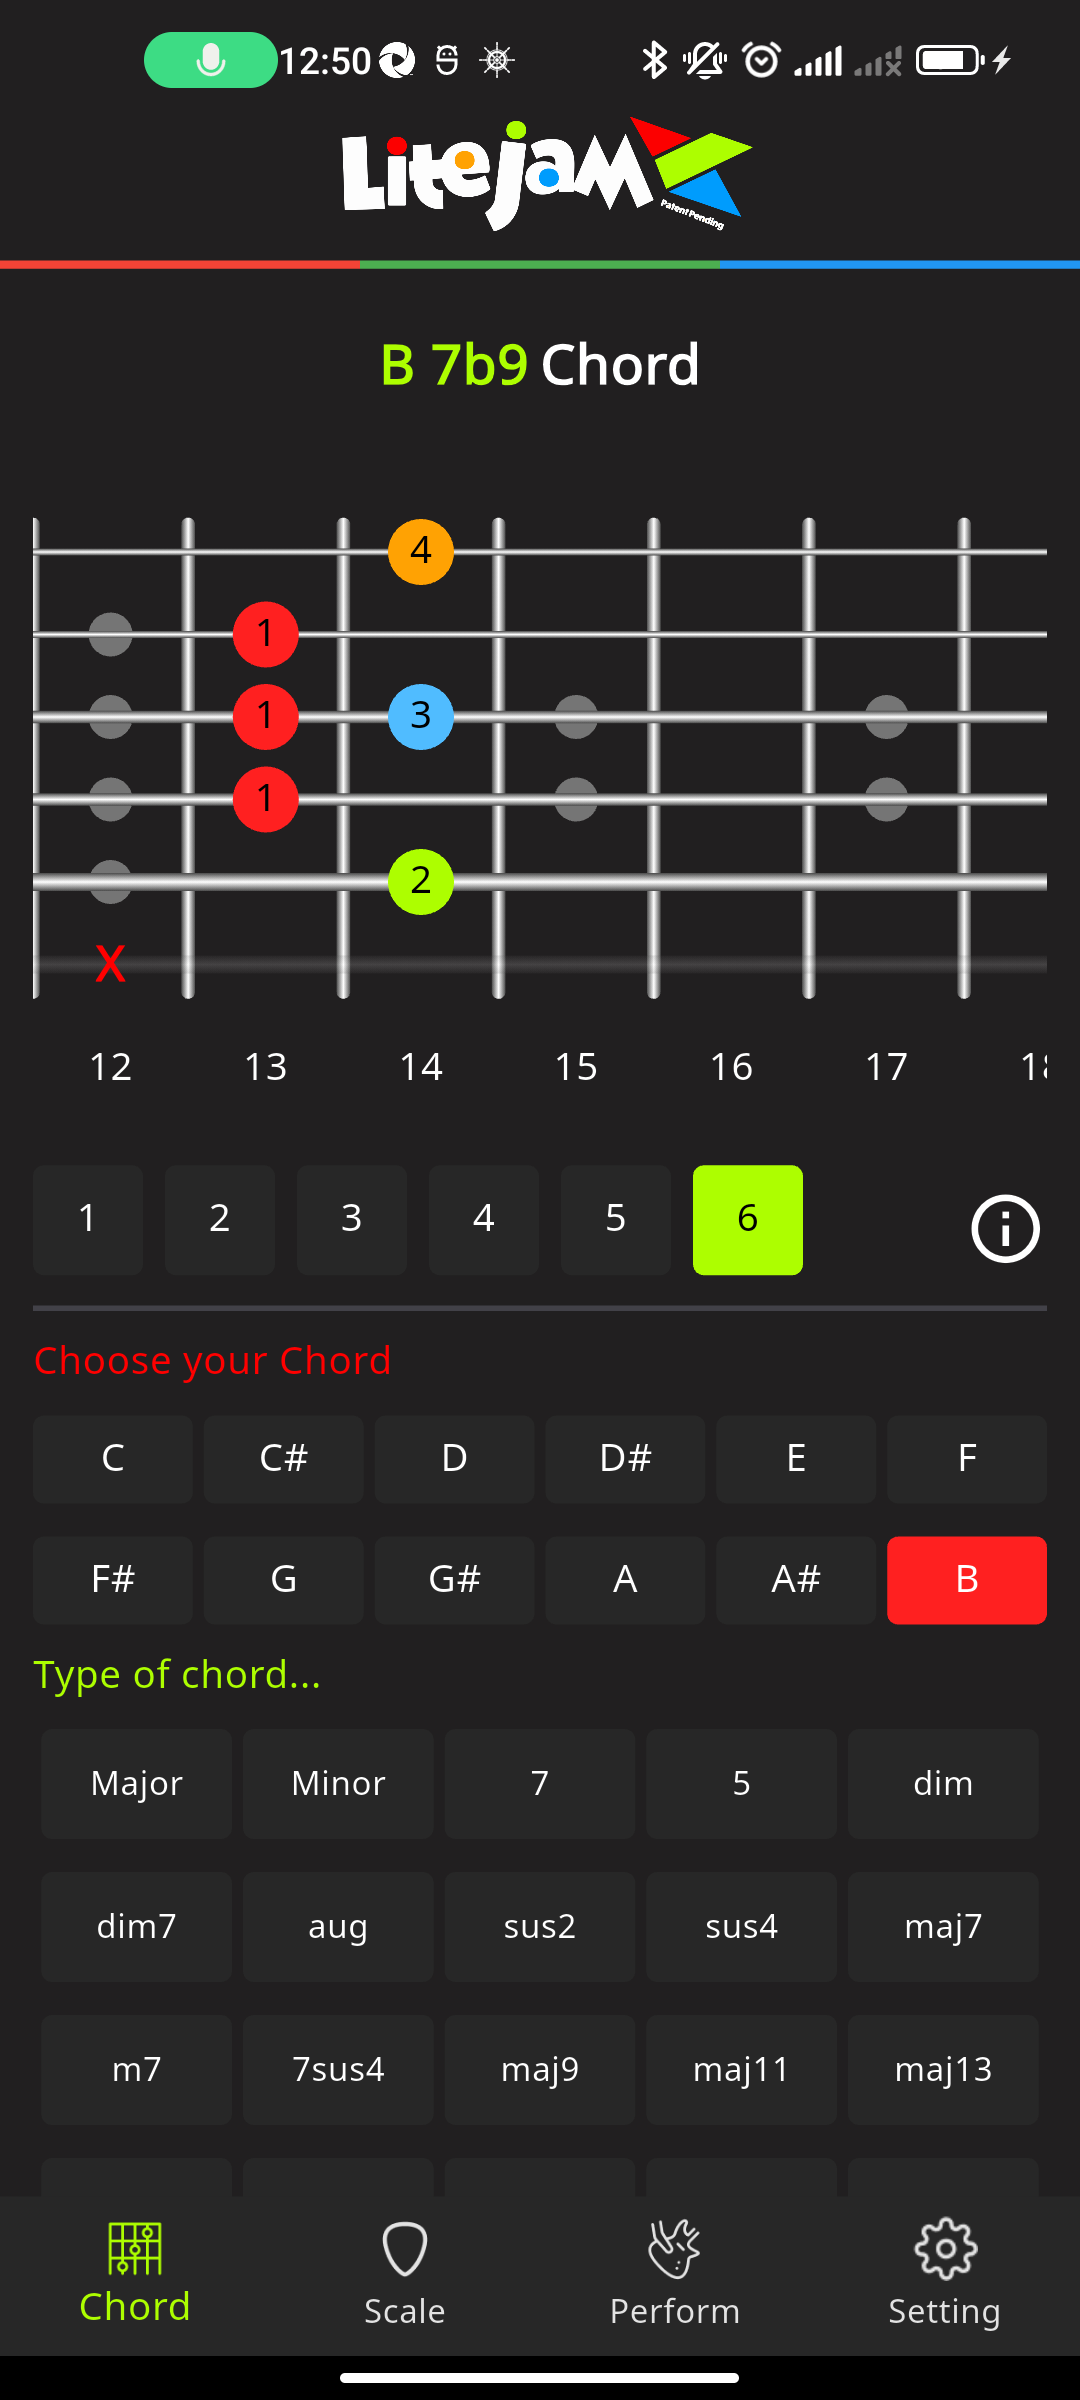 12:50
Litejam
Patent Pending
B 7b9 Chord
4
1
1 3
1
2
X
12 13 14 15 16 17
1 2 3 4 5 6
Choose your Chord
C C# D D# E F
F# G G# A A# B
Type of chord...
Major Minor 7 5 dim
dim7 aug sus2 sus4 maj7
m7 7sus4 maj9 maj11 maj13
Chord Scale Perform Setting